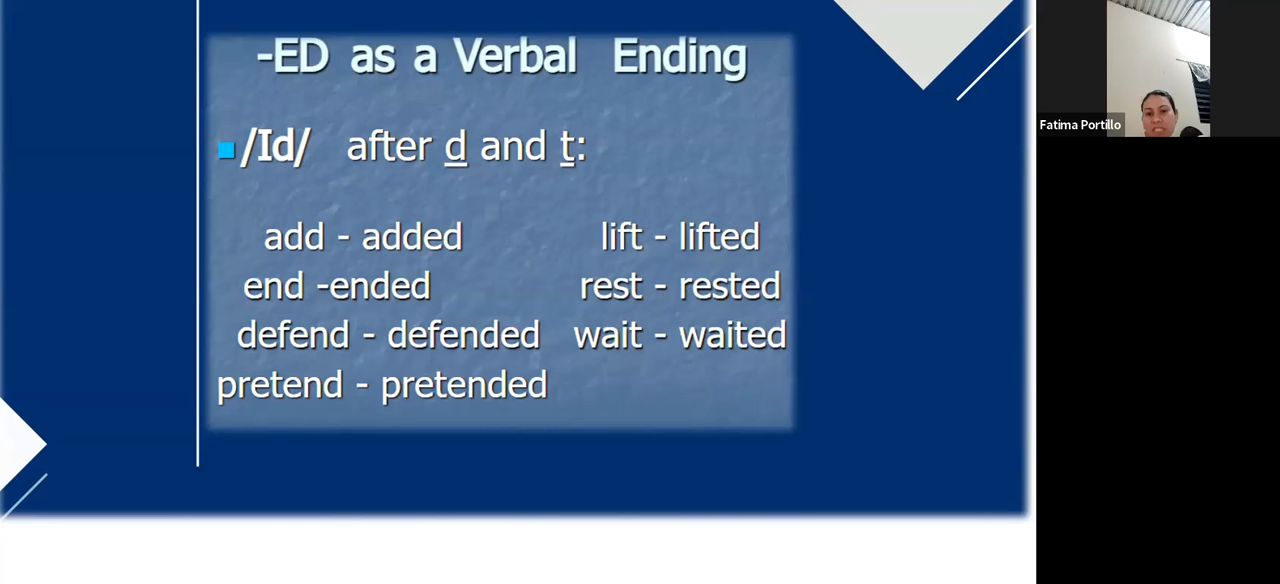 -ED as a Verbal Ending
/Id/ after d and t:
add - added lift - lifted
end -ended rest - rested
defend - defended wait - waited
pretend - pretended
Fatima Portillo